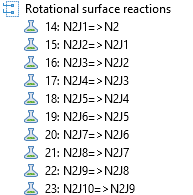 Rotational surface reactions
14: N2J1=>N2
15: N2J2=>N2J1
16: N2J3=>N2J2
17: N2J4=>N2J3
18: N2J5=>N2J4
19: N2J6=>N2J5
20: N2J7=>N2J6
21: N2J8=>N2J7
22: N2J9=>N2J8
23: N2J10=>N2J9